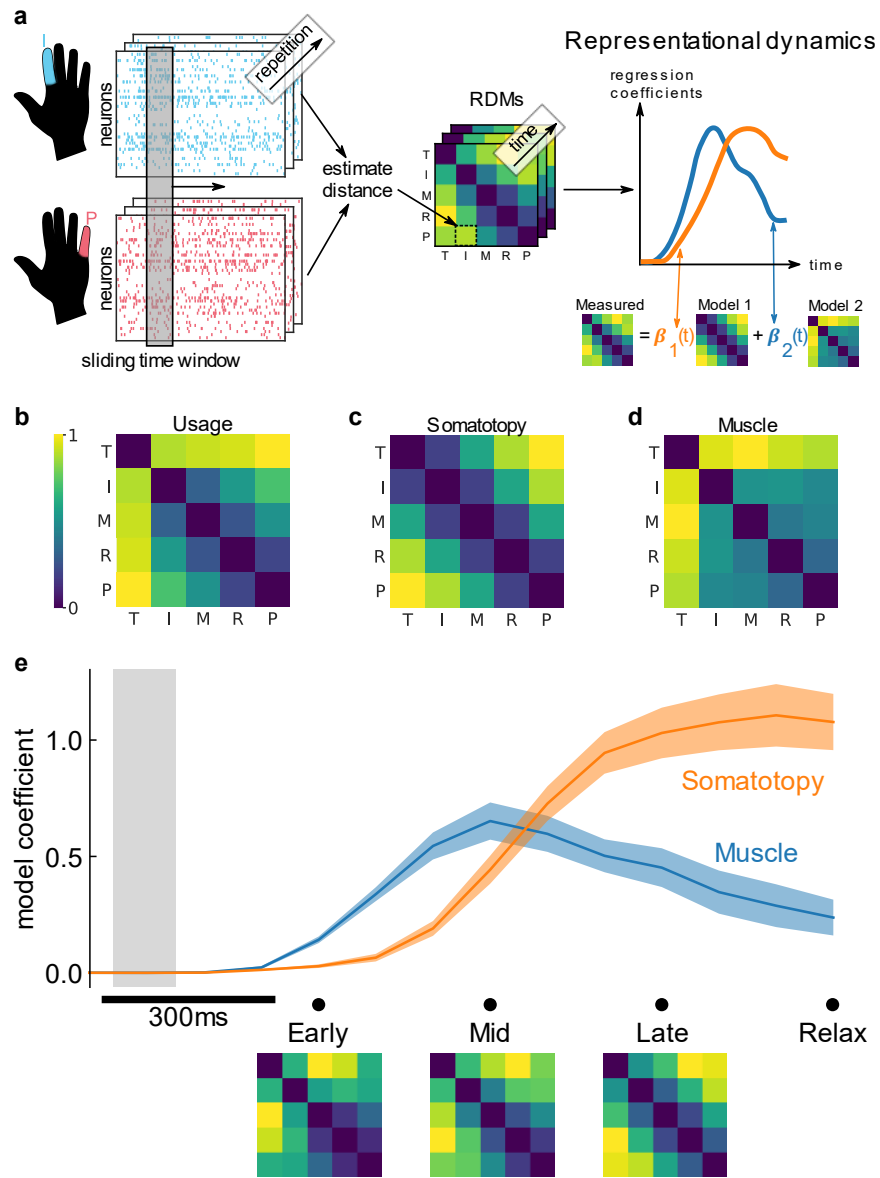 a
I
neurons
repetition
P
neurons
sliding time window
estimate
distance
RDMs
time
T
I
M
R
P
T I M R P
Representational dynamics
regression
coefficients
time
Measured Model 1 Model 2
= β1(t) + β2(t)
b
Usage
1
0
T
I
M
R
P
T I M R P
c
Somatotopy
T
I
M
R
P
T I M R P
d
Muscle
T
I
M
R
P
T I M R P
e
model coefficient
1.0
0.5
0.0
Somatotopy
Muscle
300ms
Early Mid Late Relax